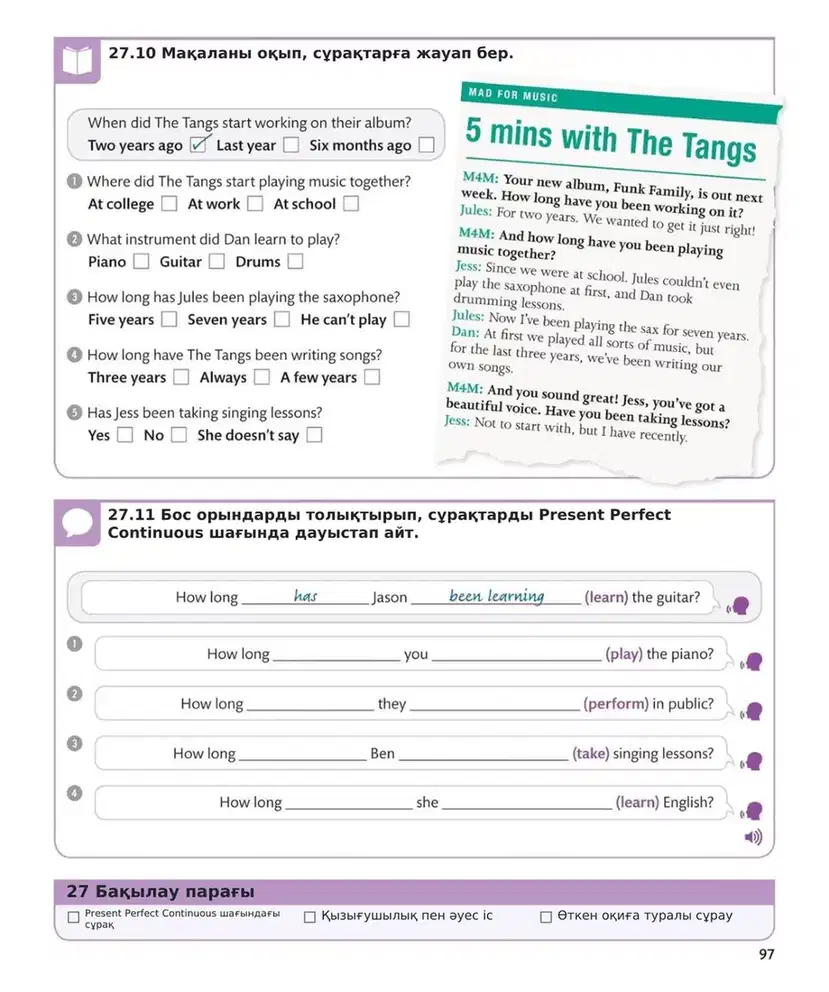 27.10 Мақаланы оқып, сұрақтарға жауап бер.
When did The Tangs start working on their album?
Two years ago ✓ Last year Six months ago
1 Where did The Tangs start playing music together?
At college At work At school
2 What instrument did Dan learn to play?
Piano Guitar Drums
3 How long has Jules been playing the saxophone?
Five years Seven years He can't play
4 How long have The Tangs been writing songs?
Three years Always A few years
5 Has Jess been taking singing lessons?
Yes No She doesn't say
MAD FOR MUSIC
5 mins with The Tangs
M4M: Your new album, Funk Family, is out next
week. How long have you been working on it?
Jules: For two years. We wanted to get it just right!
M4M: And how long have you been playing
music together?
Jess: Since we were at school. Jules couldn't even
play the saxophone at first, and Dan took
drumming lessons.
Jules: Now I've been playing the sax for seven years.
Dan: At first we played all sorts of music, but
for the last three years, we've been writing our
own songs.
M4M: And you sound great! Jess, you've got a
beautiful voice. Have you been taking lessons?
Jess: Not to start with, but I have recently.
27.11 Бос орындарды толықтырып, сұрақтарды Present Perfect
Continuous шағында дауыстап айт.
How long has Jason been learning (learn) the guitar?
1 How long ____ you ____ (play) the piano?
2 How long ____ they ____ (perform) in public?
3 How long ____ Ben ____ (take) singing lessons?
4 How long ____ she ____ (learn) English?
27 Бақылау парағы
Present Perfect Continuous шағындағы
сұрақ
Қызығушылық пен әуес іс
Өткен оқиға туралы сұрау
97